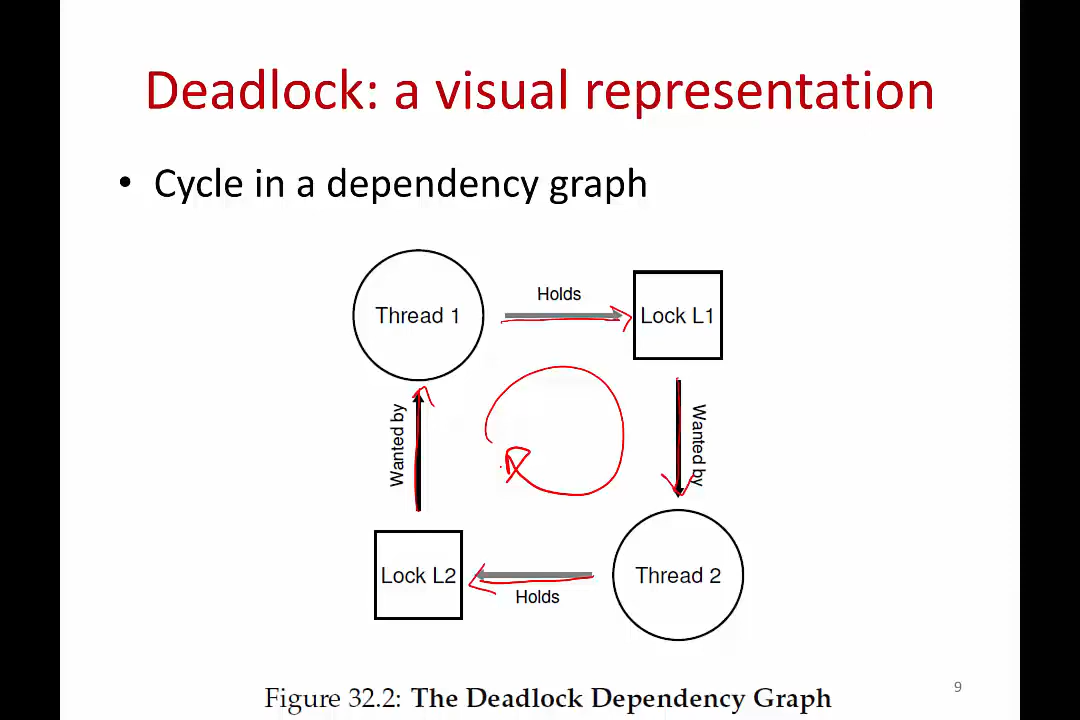 Deadlock: a visual representation
• Cycle in a dependency graph
Holds
Thread 1
Lock L1
Wanted by
Wanted by
Lock L2
Thread 2
Holds
9
Figure 32.2: The Deadlock Dependency Graph